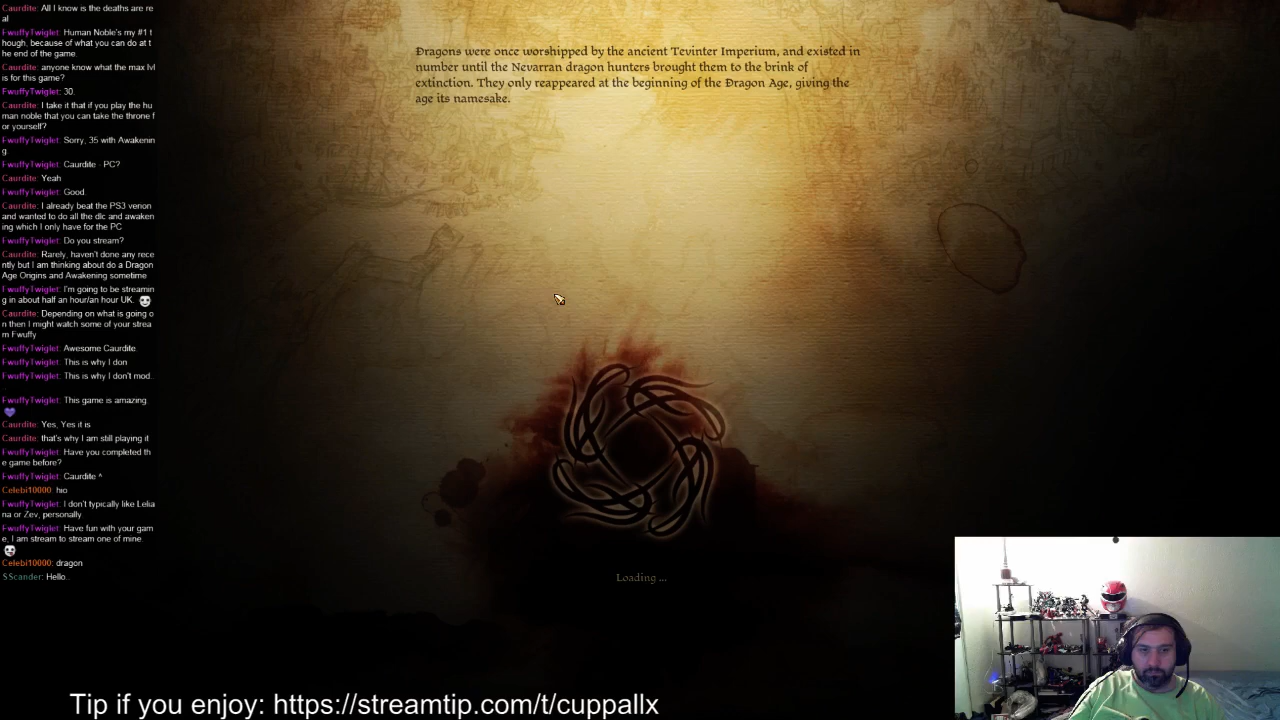 Caurdite: All I know is the deaths are re
al
FwuffyTwiglet: Human Noble's my #1 t
hough, because of what you can do at t
he end of the game.
Caurdite: anyone know what the max lvl
is for this game?
FwuffyTwiglet: 30.
Caurdite: I take it that if you play the hu
man noble that you can take the throne f
or yourself?
FwuffyTwiglet: Sorry, 35 with Awakenin
g
FwuffyTwiglet: Caurdite - PC?
Caurdite: Yeah
FwuffyTwiglet: Good.
Caurdite: I already beat the PS3 verion
and wanted to do all the dlc and awaken
ing which I only have for the PC
FwuffyTwiglet: Do you stream?
Caurdite: Rarely, haven't done any rece
ntly but I am thinking about do a Dragon
Age Origins and Awakening sometime
FwuffyTwiglet: I'm going to be streamin
g in about half an hour/an hour UK.
Caurdite: Depending on what is going o
n then I might watch some of your strea
m Fwuffy
FwuffyTwiglet: Awesome Caurdite.
FwuffyTwiglet: This is why I don
FwuffyTwiglet: This is why I don't mod..
FwuffyTwiglet: This game is amazing.
Caurdite: Yes, Yes it is
Caurdite: that's why I am still playing it
FwuffyTwiglet: Have you completed th
e game before?
FwuffyTwiglet: Caurdite ^
Celebi10000: hio
FwuffyTwiglet: I don't typically like Lelia
na or Zev, personally.
FwuffyTwiglet: Have fun with your gam
e, I am stream to stream one of mine.
Celebi10000: dragon
SScander: Hello..
Dragons were once worshipped by the ancient Tevinter Imperium, and existed in
number until the Nevarran dragon hunters brought them to the brink of
extinction. They only reappeared at the beginning of the Dragon Age, giving the
age its namesake.
Loading ...
Tip if you enjoy: https://streamtip.com/t/cuppallx